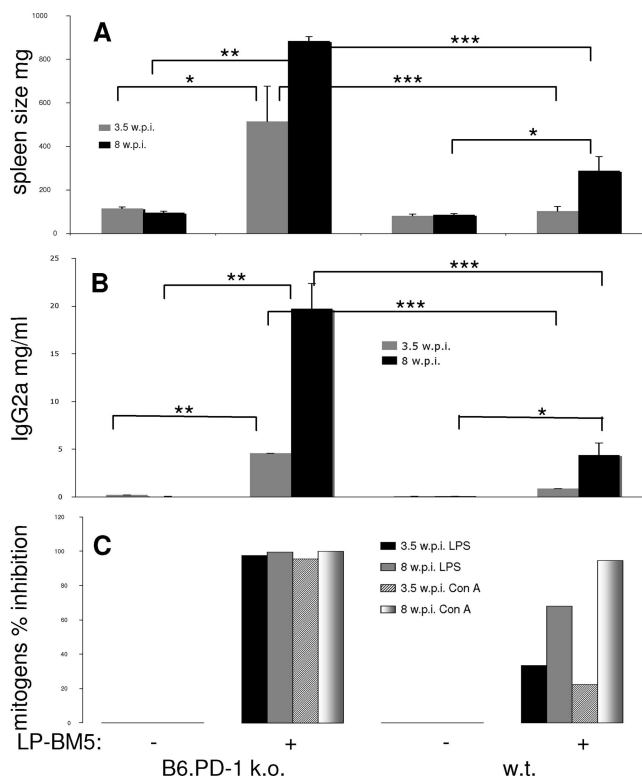 A
spleen size mg
1000
800
600
400
200
0
3.5 w.p.i.
8 w.p.i.
*
**
***
***
*
B
IgG2a mg/ml
25
20
15
10
5
0
3.5 w.p.i.
8 w.p.i.
**
**
***
***
*
C
mitogens % inhibition
120
100
80
60
40
20
0
3.5 w.p.i. LPS
8 w.p.i. LPS
3.5 w.p.i. Con A
8 w.p.i. Con A
LP-BM5: - + - +
B6.PD-1 k.o. w.t.